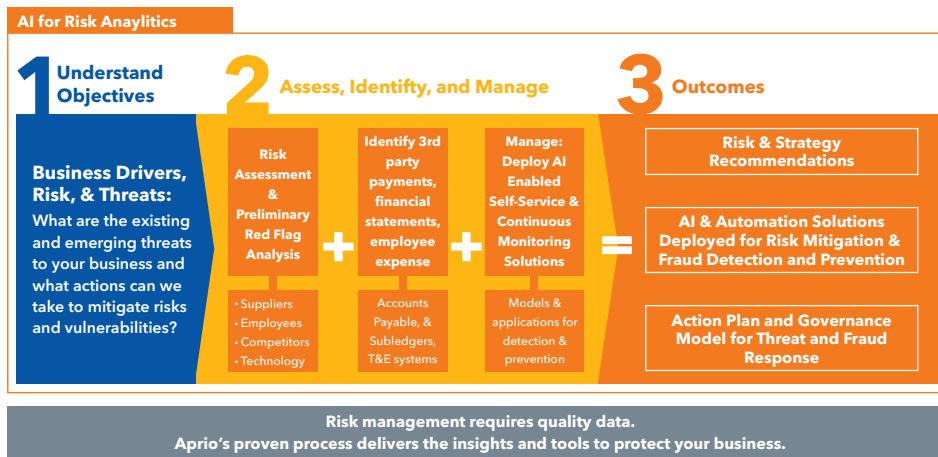 AI for Risk Anaylitics
1
Understand
Objectives
2
Assess, Identifty, and Manage
3
Outcomes
Business Drivers,
Risk, & Threats:
What are the existing
and emerging threats
to your business and
what actions can we
take to mitigate risks
and vulnerabilities?
Risk
Assessment
&
Preliminary
Red Flag
Analysis
· Suppliers
· Employees
· Competitors
· Technology
+
Identify 3rd
party
payments,
financial
statements,
employee
expense
Accounts
Payable, &
Subledgers,
T&E systems
+
Manage:
Deploy AI
Enabled
Self-Service &
Continuous
Monitoring
Solutions
Models &
applications for
detection &
prevention
=
Risk & Strategy
Recommendations
AI & Automation Solutions
Deployed for Risk Mitigation &
Fraud Detection and Prevention
Action Plan and Governance
Model for Threat and Fraud
Response
Risk management requires quality data.
Aprio's proven process delivers the insights and tools to protect your business.